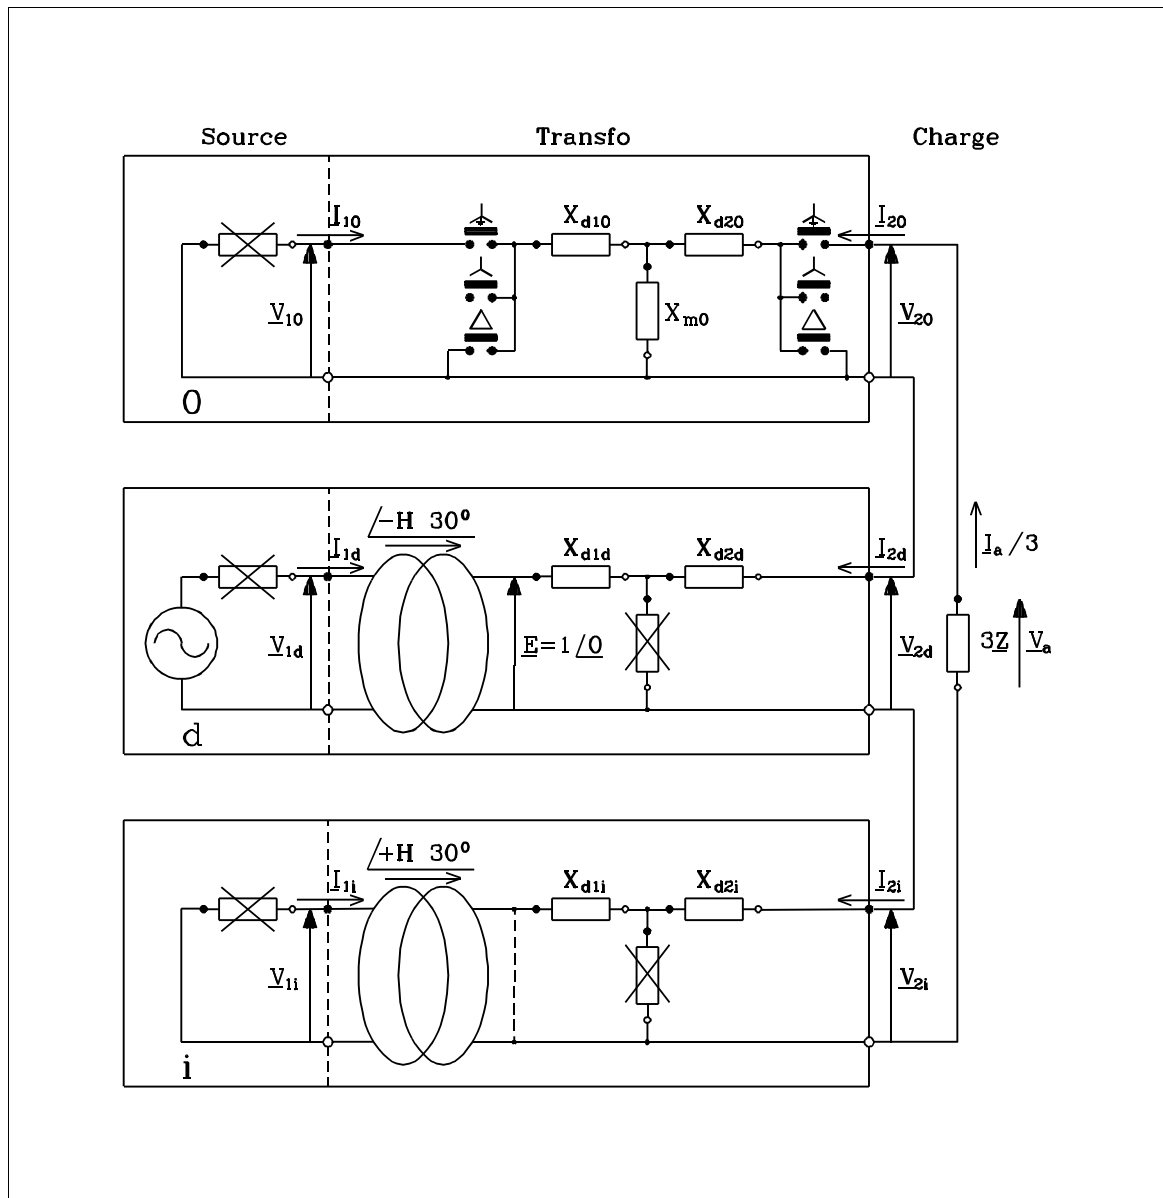 Source Transfo Charge
I10 Xd10 Xd20 I20
V10 Xm0 V20
0
/-H 30°
I1d Xd1d Xd2d I2d
Ia/3
V1d E=1/0 V2d 3Z Va
d
/+H 30°
I1i Xd1i Xd2i I2i
V1i V2i
i